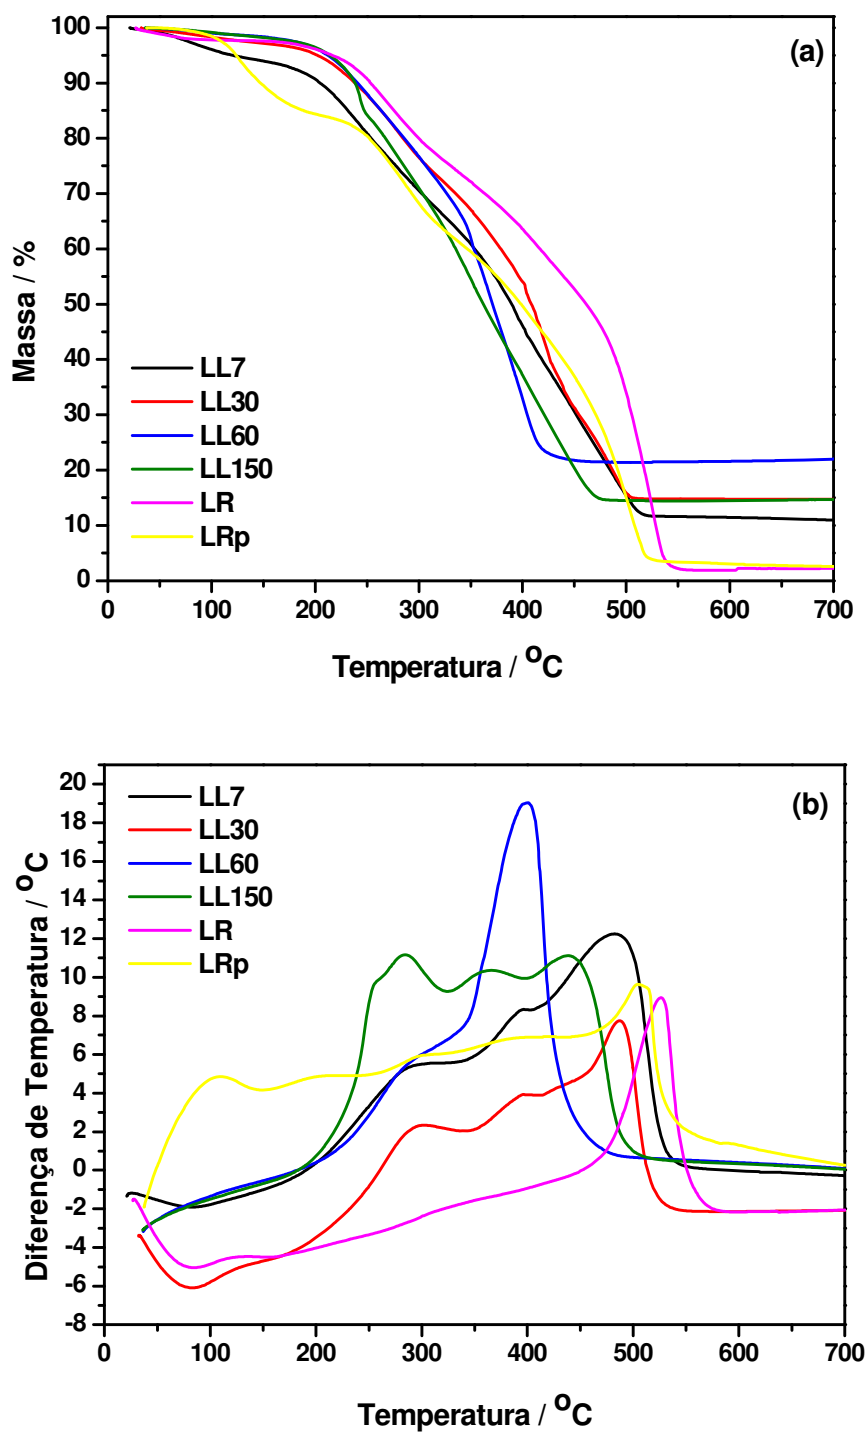 100
90
80
70
60
50
40
30
20
10
0
Massa / %
(a)
LL7
LL30
LL60
LL150
LR
LRp
0 100 200 300 400 500 600 700
Temperatura / ºC
20
18
16
14
12
10
8
6
4
2
0
-2
-4
-6
-8
Diferença de Temperatura / ºC
(b)
LL7
LL30
LL60
LL150
LR
LRp
0 100 200 300 400 500 600 700
Temperatura / ºC